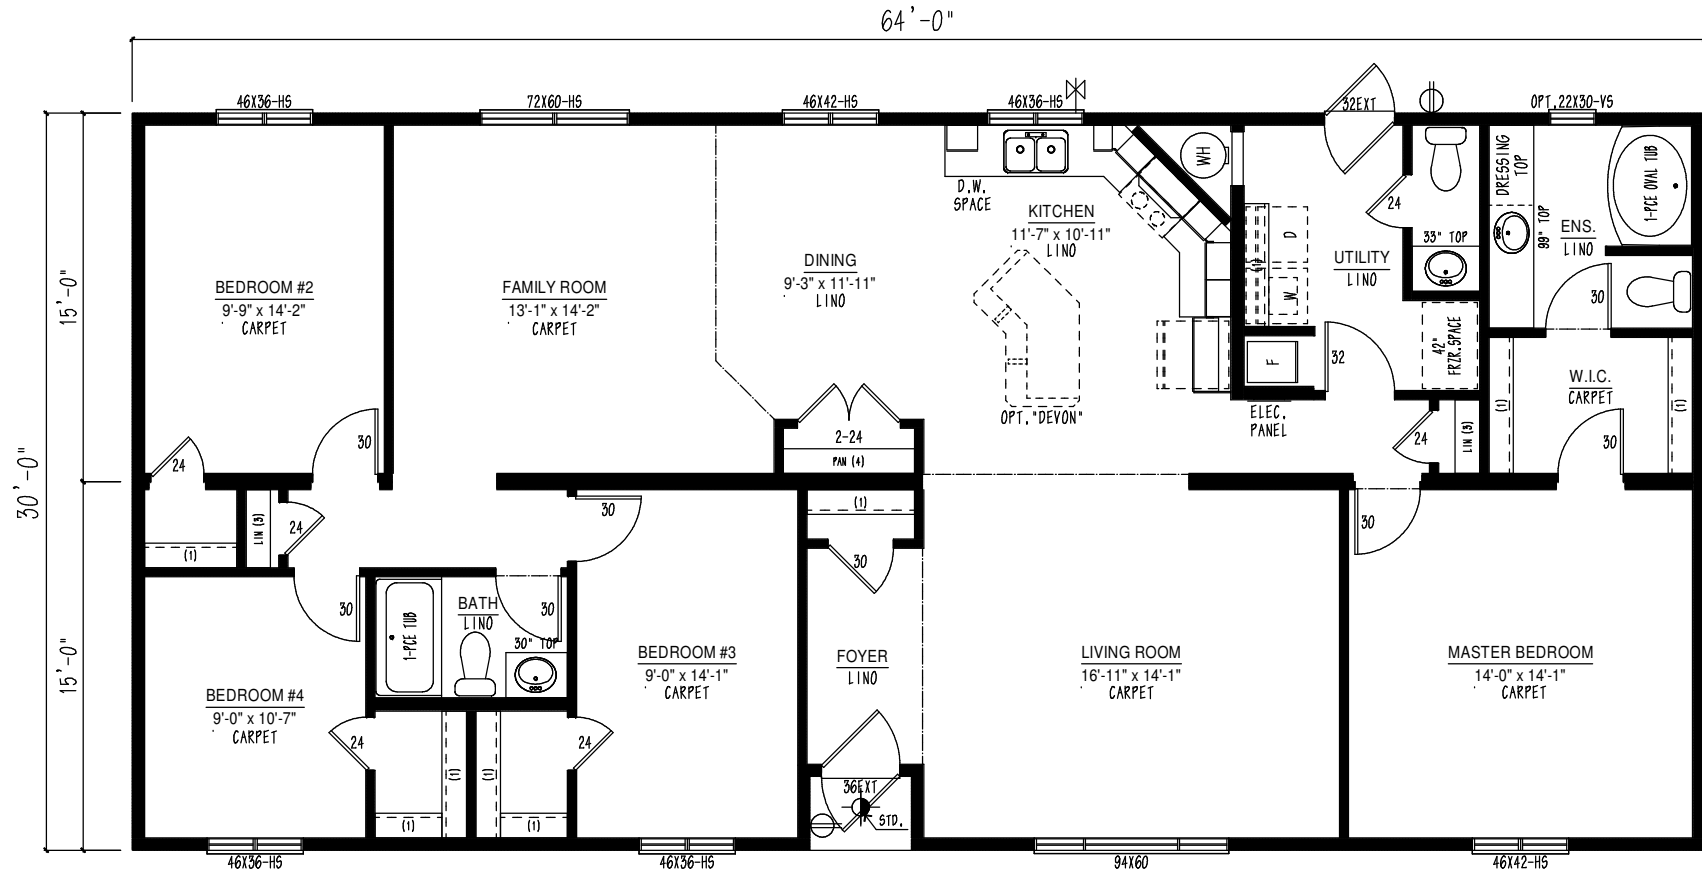 64'-0"
46X36-HS
72X60-HS
46X42-HS
46X36-HS
32EXT
OPT.22X30-VS
30'-0"
15'-0"
15'-0"
BEDROOM #2
9'-9" x 14'-2"
CARPET
30
24
FAMILY ROOM
13'-1" x 14'-2"
CARPET
DINING
9'-3" x 11'-11"
LINO
D.W.
SPACE
KITCHEN
11'-7" x 10'-11"
LINO
OPT."DEVON"
2-24
PAN (4)
WH
D
W
(1)
F
ELEC.
PANEL
UTILITY
LINO
32
24
33" TOP
42"
FRZR.SPACE
24
LIN (3)
DRESSING
TOP
99" TOP
1-PCE OVAL TUB
ENS.
LINO
30
W.I.C.
CARPET
(1)
(1)
30
(1)
LIN (3)
24
30
30
BEDROOM #4
9'-0" x 10'-7"
CARPET
24
1-PCE TUB
BATH
LINO
30
30" TOP
(1)
(1)
(1)
(1)
24
BEDROOM #3
9'-0" x 14'-1"
CARPET
(1)
30
FOYER
LINO
36EXT
STD.
LIVING ROOM
16'-11" x 14'-1"
CARPET
30
MASTER BEDROOM
14'-0" x 14'-1"
CARPET
46X36-HS
46X36-HS
94X60
46X42-HS